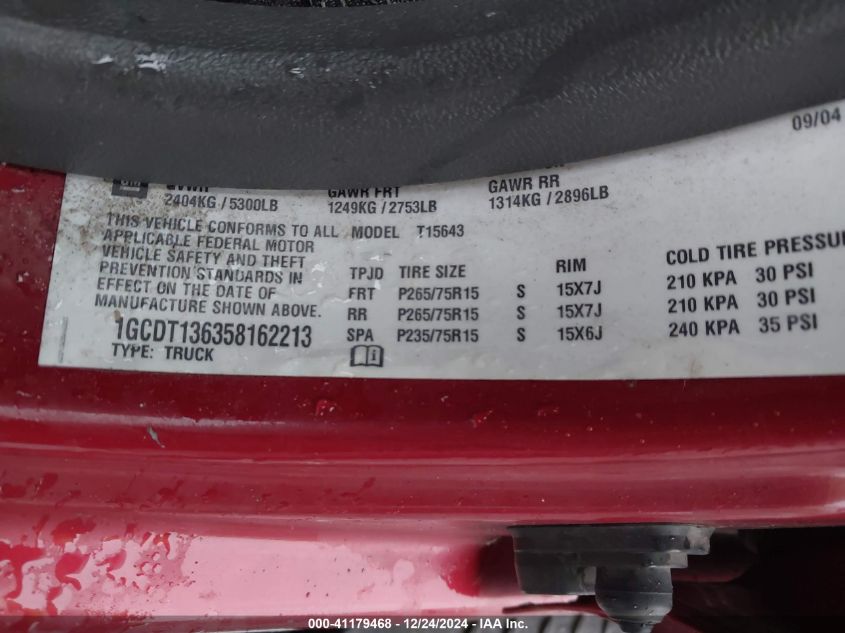 09/04
GM GVWR GAWR FRT GAWR RR
2404KG / 5300LB 1249KG / 2753LB 1314KG / 2896LB
THIS VEHICLE CONFORMS TO ALL MODEL T15643
APPLICABLE FEDERAL MOTOR
VEHICLE SAFETY AND THEFT COLD TIRE PRESSU
PREVENTION STANDARDS IN TPJD TIRE SIZE RIM
EFFECT ON THE DATE OF FRT P265/75R15 S 15X7J 210 KPA 30 PSI
MANUFACTURE SHOWN ABOVE. RR P265/75R15 S 15X7J 210 KPA 30 PSI
1GCDT136358162213 SPA P235/75R15 S 15X6J 240 KPA 35 PSI
TYPE: TRUCK
000-41179468 - 12/24/2024 - IAA Inc.